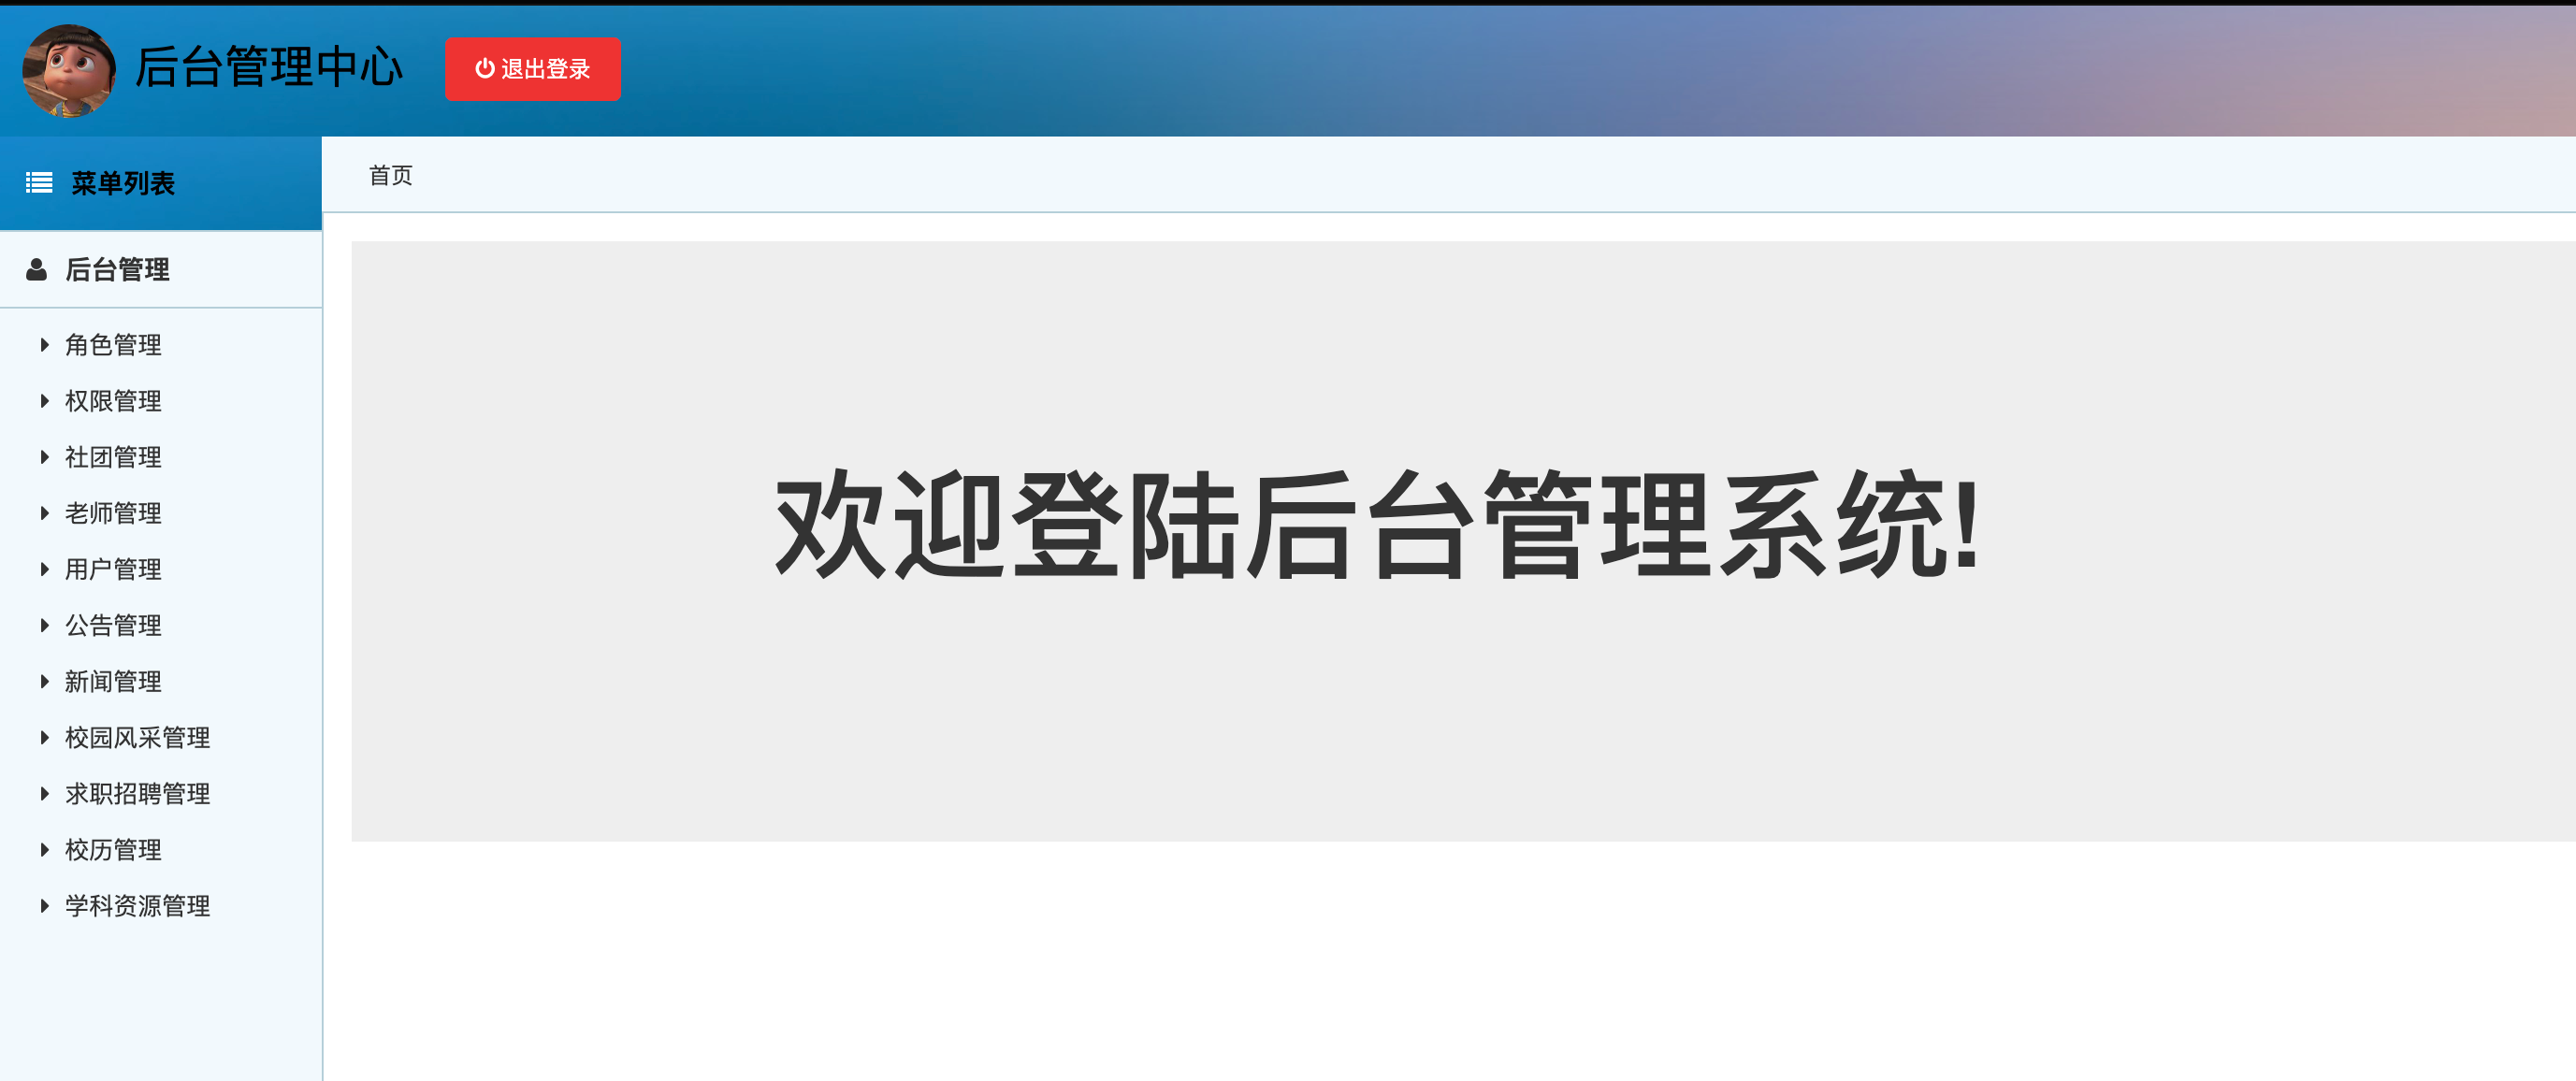 后台管理中心
退出登录
菜单列表
首页
后台管理
角色管理
权限管理
社团管理
老师管理
用户管理
公告管理
新闻管理
校园风采管理
求职招聘管理
校历管理
学科资源管理
欢迎登陆后台管理系统!